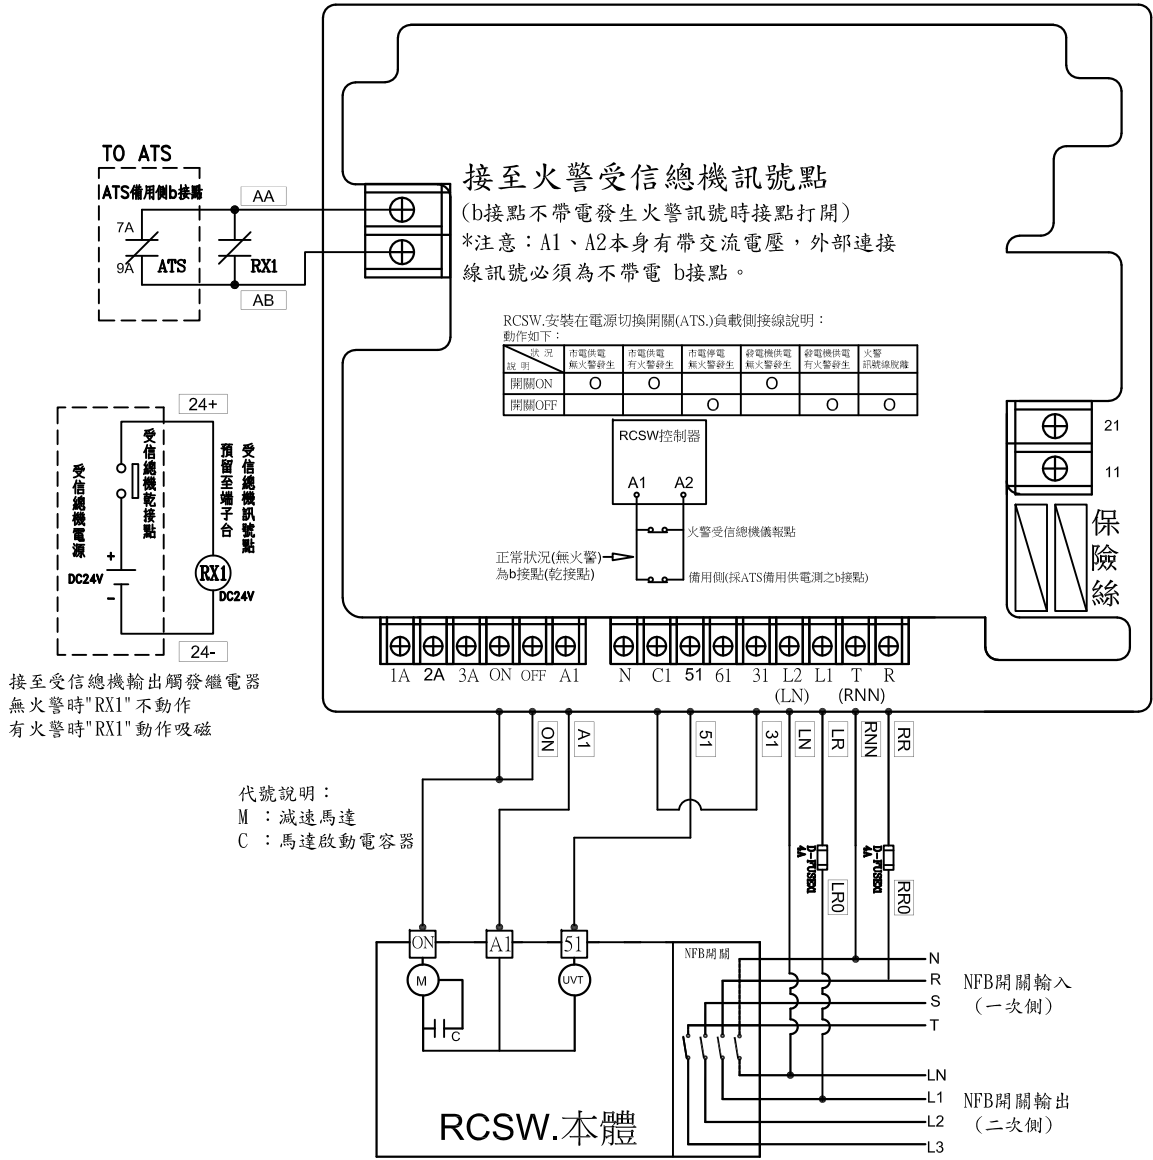 TO ATS
ATS備用側b接點
7A
9A
ATS
RX1
AA
AB
接至火警受信總機訊號點
(b接點不帶電發生火警訊號時接點打開)
*注意：A1、A2本身有帶交流電壓，外部連接
線訊號必須為不帶電 b接點。
RCSW.安裝在電源切換開關(ATS.)負載側接線說明：
動作如下：
狀 況
說 明
市電供電
無火警發生
市電供電
有火警發生
市電停電
無火警發生
發電機供電
無火警發生
發電機供電
有火警發生
火警
訊號線脫離
開關ON O O O
開關OFF O O O
RCSW控制器
A1 A2
火警受信總機儀報點
正常狀況(無火警)
為b接點(乾接點)
備用側(採ATS備用供電測之b接點)
21
11
保險絲
24+
受信總機電源
受信總機乾接點
預留至端子台
受信總機訊號點
+
DC24V
-
RX1
DC24V
24-
接至受信總機輸出觸發繼電器
無火警時"RX1"不動作
有火警時"RX1"動作吸磁
1A 2A 3A ON OFF A1 N C1 51 61 31 L2 L1 T R
(LN) (RNN)
ON A1 51 31 LN LR RNN RR
代號說明：
M ：減速馬達
C ：馬達啟動電容器
D-FUSEX1
4A
D-FUSEX1
4A
LR0
RR0
ON A1 51
M
C
UVT
NFB開關
RCSW.本體
N
R
S
T
NFB開關輸入
(一次側)
LN
L1
L2
L3
NFB開關輸出
(二次側)